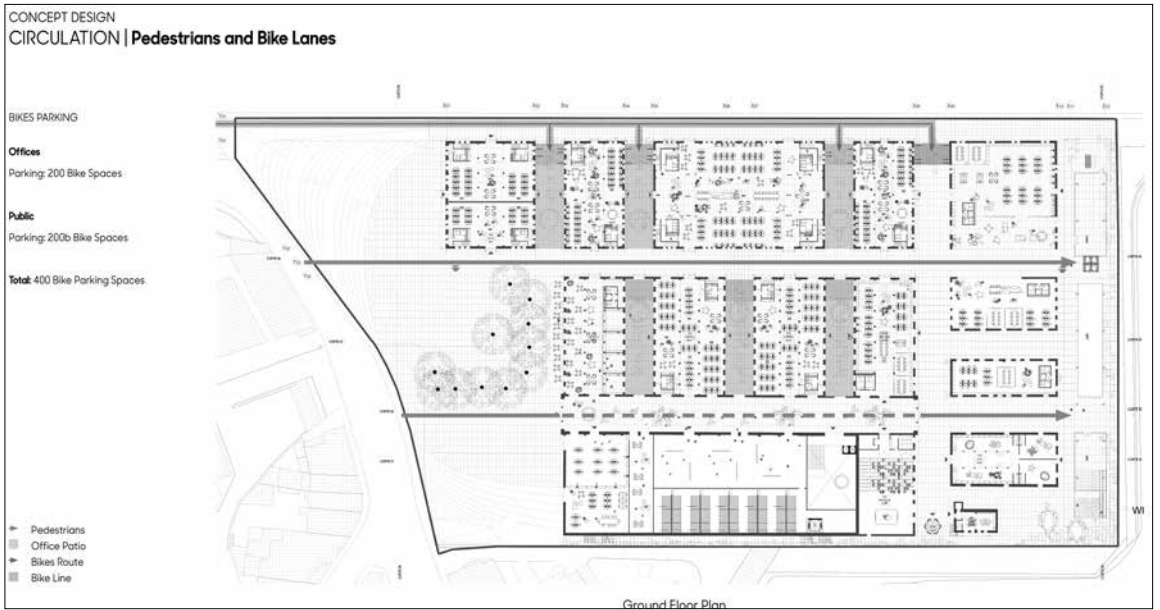 CONCEPT DESIGN
CIRCULATION | Pedestrians and Bike Lanes
BIKES PARKING
Offices
Parking: 200 Bike Spaces
Public
Parking: 200b Bike Spaces
Total: 400 Bike Parking Spaces
Pedestrians
Office Patio
Bikes Route
Bike Line
WI
Ground Floor Plan